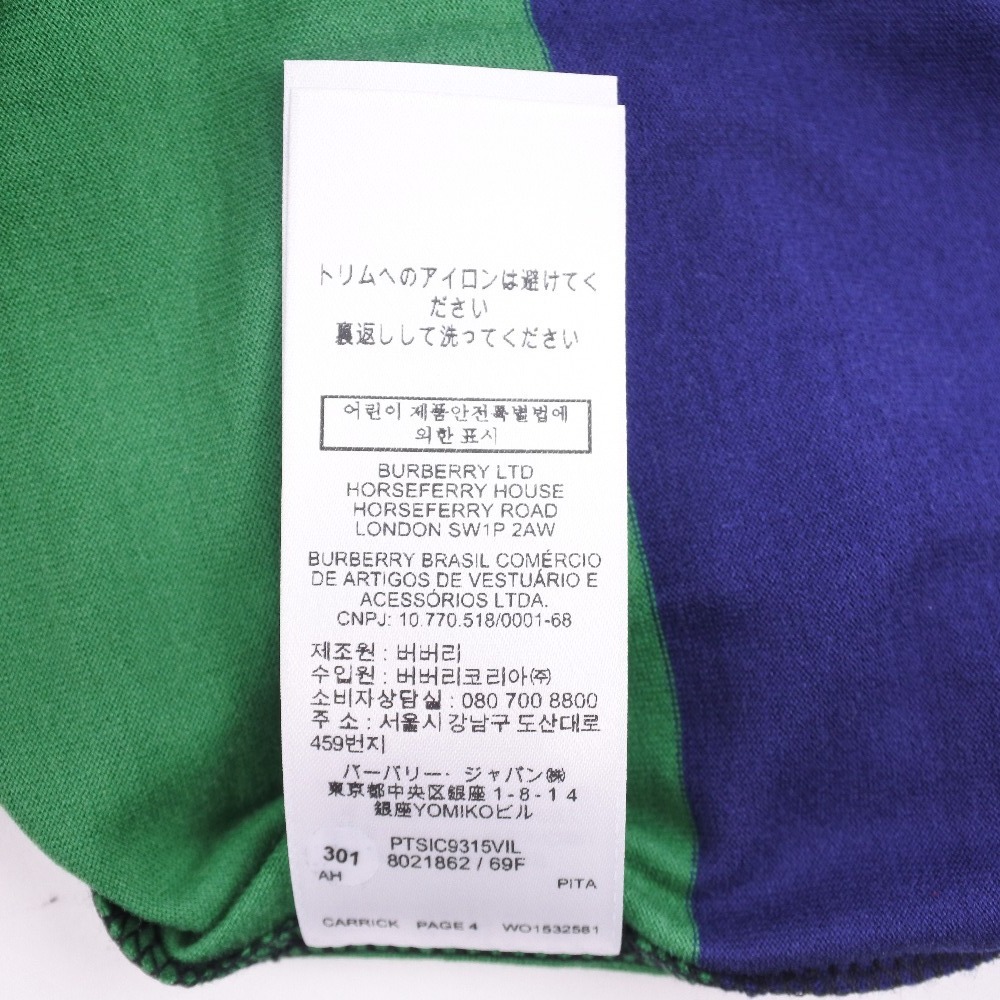 トリムへのアイロンは避けてく
ださい
裏返しして洗ってください
어린이 제품안전특별법에
의한 표시
BURBERRY LTD
HORSEFERRY HOUSE
HORSEFERRY ROAD
LONDON SW1P 2AW
BURBERRY BRASIL COMÉRCIO
DE ARTIGOS DE VESTUÁRIO E
ACESSÓRIOS LTDA.
CNPJ: 10.770.518/0001-68
제조원 : 버버리
수입원 : 버버리코리아㈜
소비자상담실 : 080 700 8800
주 소 : 서울시 강남구 도산대로
459번지
バーバリー・ジャパン㈱
東京都中央区銀座 1-8-14
銀座YOMIKOビル
PTSIC9315VIL
301 8021862 / 69F
AH PITA
CARRICK PAGE 4 WO1532581